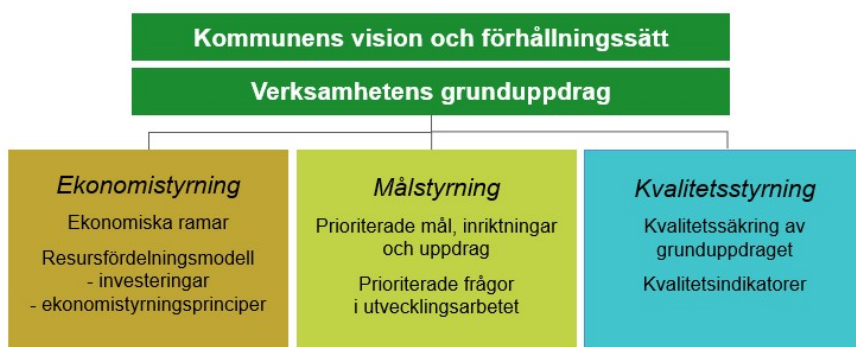 Kommunens vision och förhållningssätt
Verksamhetens grunduppdrag
Ekonomistyrning
Ekonomiska ramar
Resursfördelningsmodell
- investeringar
- ekonomistyrningsprinciper
Målstyrning
Prioriterade mål, inriktningar
och uppdrag
Prioriterade frågor
i utvecklingsarbetet
Kvalitetsstyrning
Kvalitetssäkring av
grunduppdraget
Kvalitetsindikatorer